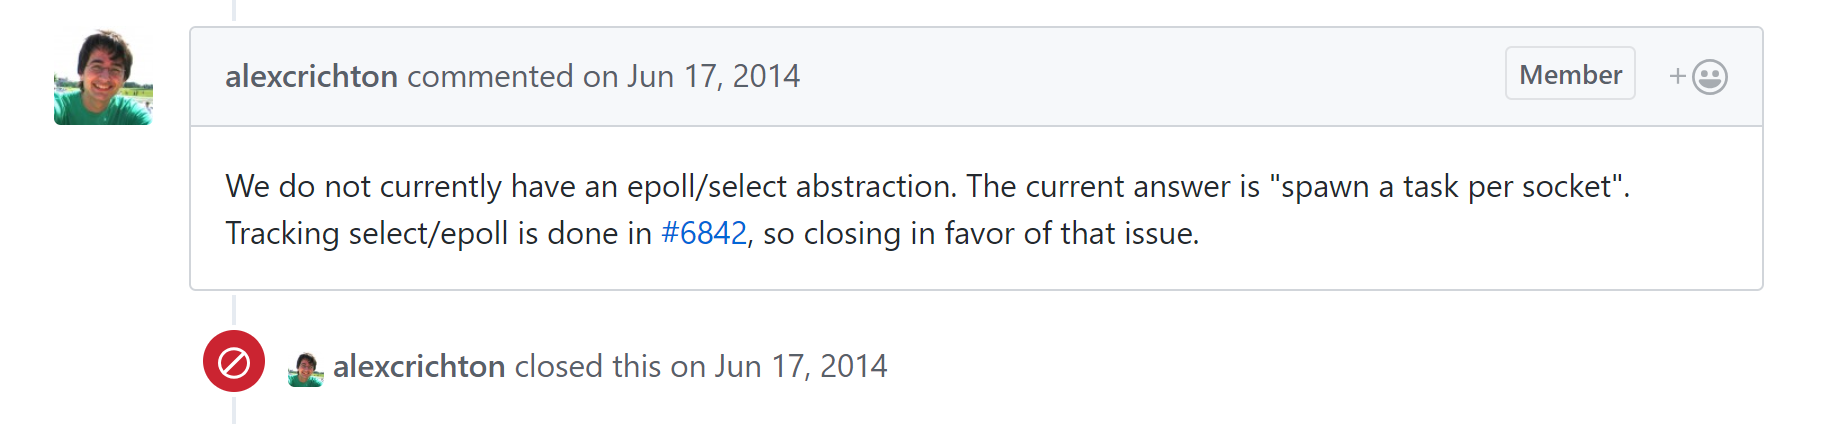 alexcrichton commented on Jun 17, 2014
Member
+
We do not currently have an epoll/select abstraction. The current answer is "spawn a task per socket".
Tracking select/epoll is done in #6842, so closing in favor of that issue.
alexcrichton closed this on Jun 17, 2014